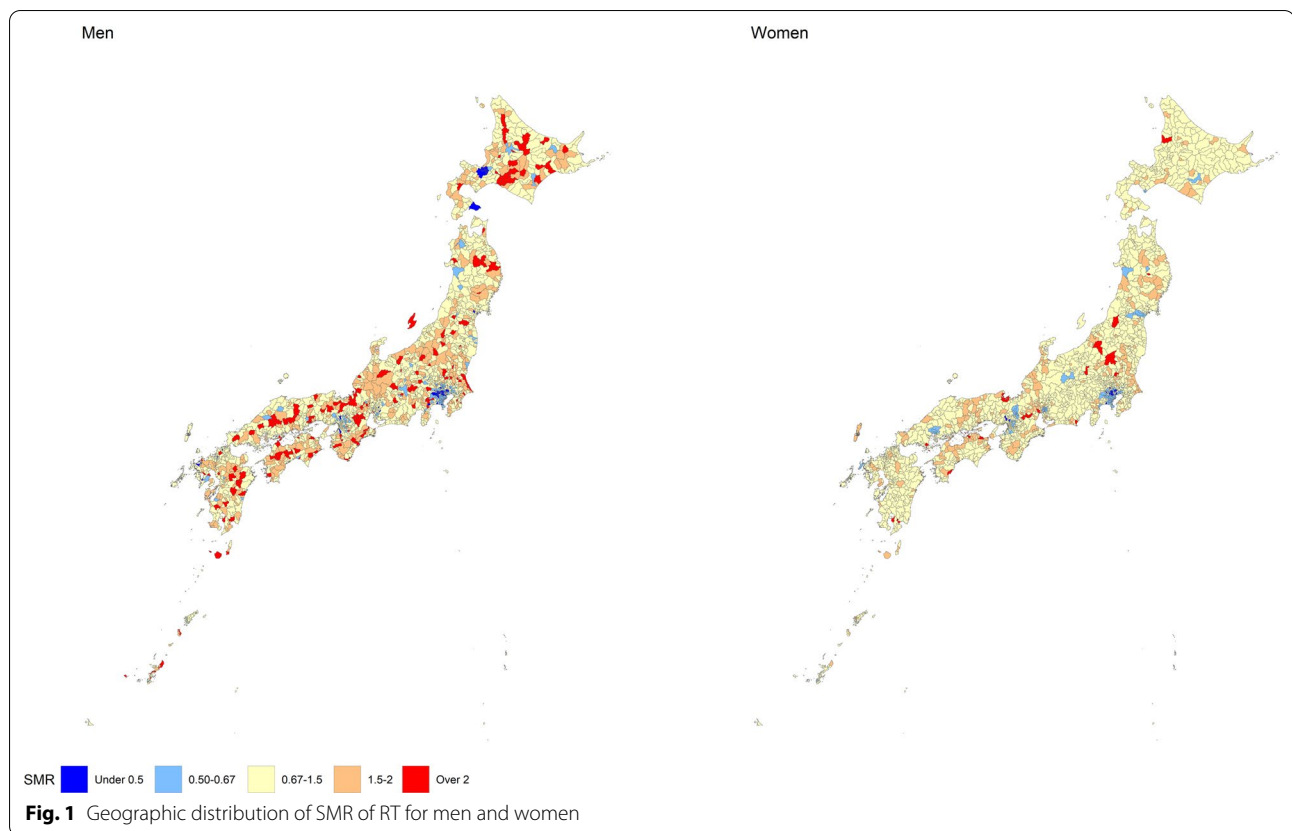 Men Women
SMR Under 0.5 0.50-0.67 0.67-1.5 1.5-2 Over 2
Fig. 1 Geographic distribution of SMR of RT for men and women